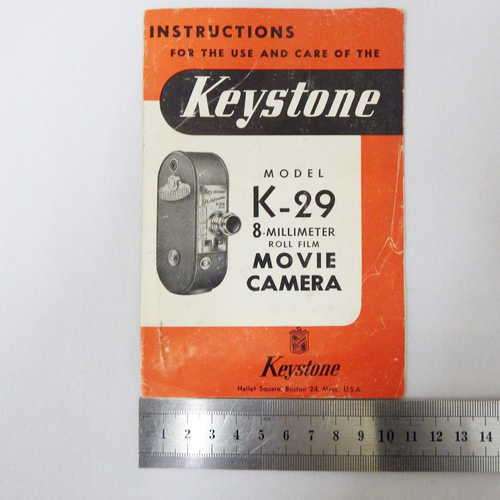 INSTRUCTIONS
FOR THE USE AND CARE OF THE
Keystone
MODEL
K-29
8-MILLIMETER
ROLL FILM
MOVIE
CAMERA
Keystone
Hallet Square, Boston 24, Mass. U.S.A.
1 2 3 4 5 6 7 8 9 10 11 12 13 14